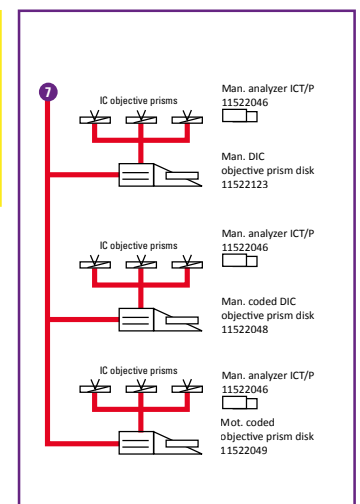 7
IC objective prisms
Man. analyzer ICT/P
11522046
Man. DIC
objective prism disk
11522123
IC objective prisms
Man. analyzer ICT/P
11522046
Man. coded DIC
objective prism disk
11522048
IC objective prisms
Man. analyzer ICT/P
11522046
Mot. coded
objective prism disk
11522049